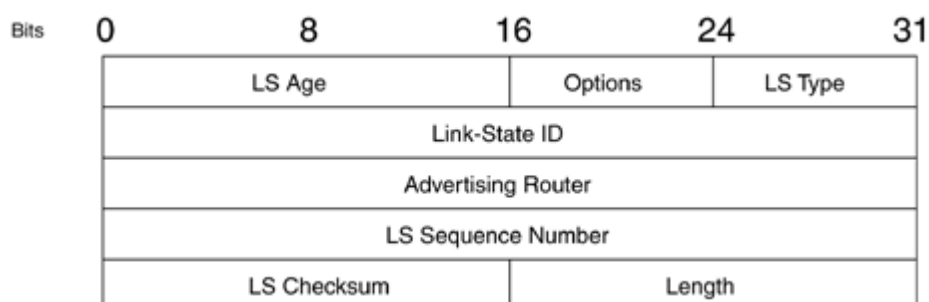 Bits 0 8 16 24 31
LS Age Options LS Type
Link-State ID
Advertising Router
LS Sequence Number
LS Checksum Length